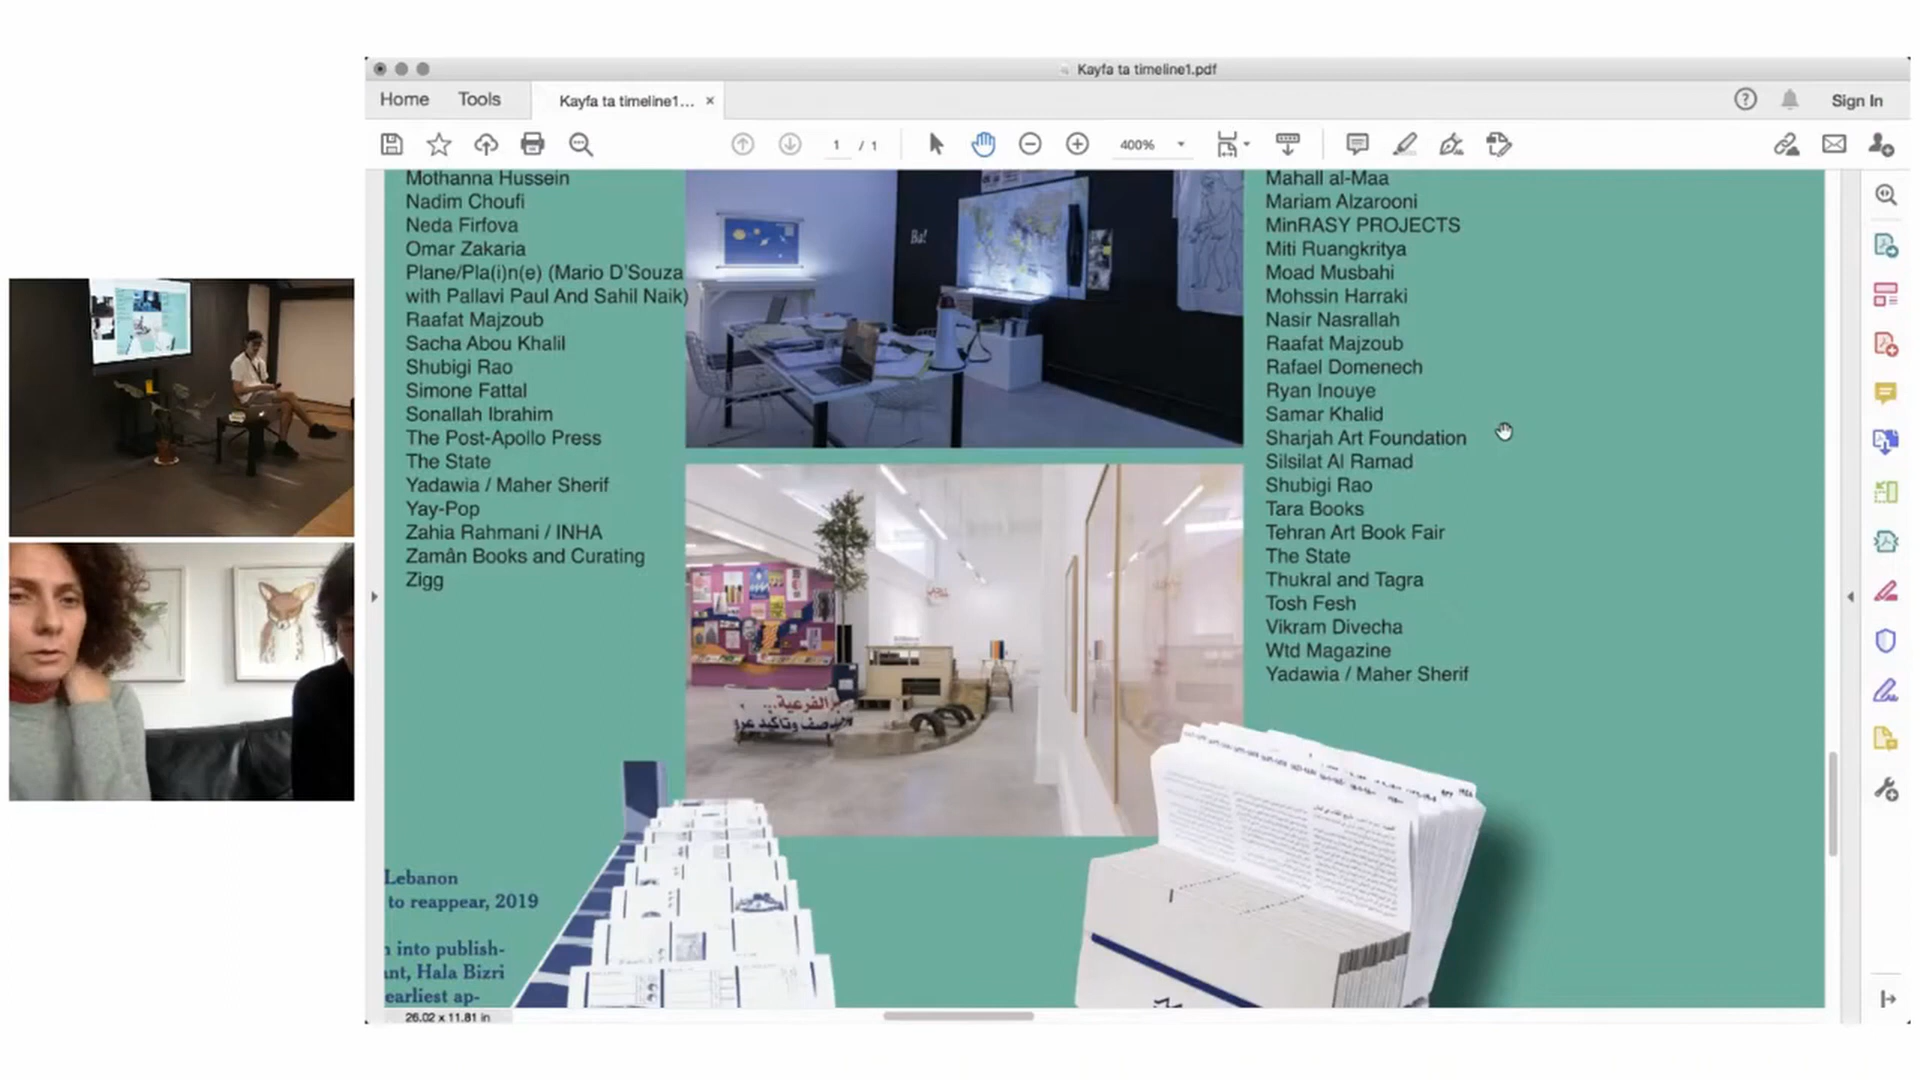 Kayfa ta timeline1.pdf
Home
Tools
Kayfa ta timeline1...
Sign In
1 / 1
400%
Mothanna Hussein
Nadim Choufi
Neda Firfova
Omar Zakaria
Plane/Pla(i)n(e) (Mario D'Souza
with Pallavi Paul And Sahil Naik)
Raafat Majzoub
Sacha Abou Khalil
Shubigi Rao
Simone Fattal
Sonallah Ibrahim
The Post-Apollo Press
The State
Yadawia / Maher Sherif
Yay-Pop
Zahia Rahmani / INHA
Zamân Books and Curating
Zigg
Lebanon
to reappear, 2019
n into publish-
ant, Hala Bizri
earliest ap-
Ba!
الفرعية...
Mahall al-Maa
Mariam Alzarooni
MinRASY PROJECTS
Miti Ruangkritya
Moad Musbahi
Mohssin Harraki
Nasir Nasrallah
Raafat Majzoub
Rafael Domenech
Ryan Inouye
Samar Khalid
Sharjah Art Foundation
Silsilat Al Ramad
Shubigi Rao
Tara Books
Tehran Art Book Fair
The State
Thukral and Tagra
Tosh Fesh
Vikram Divecha
Wtd Magazine
Yadawia / Maher Sherif
26.02 x 11.81 in